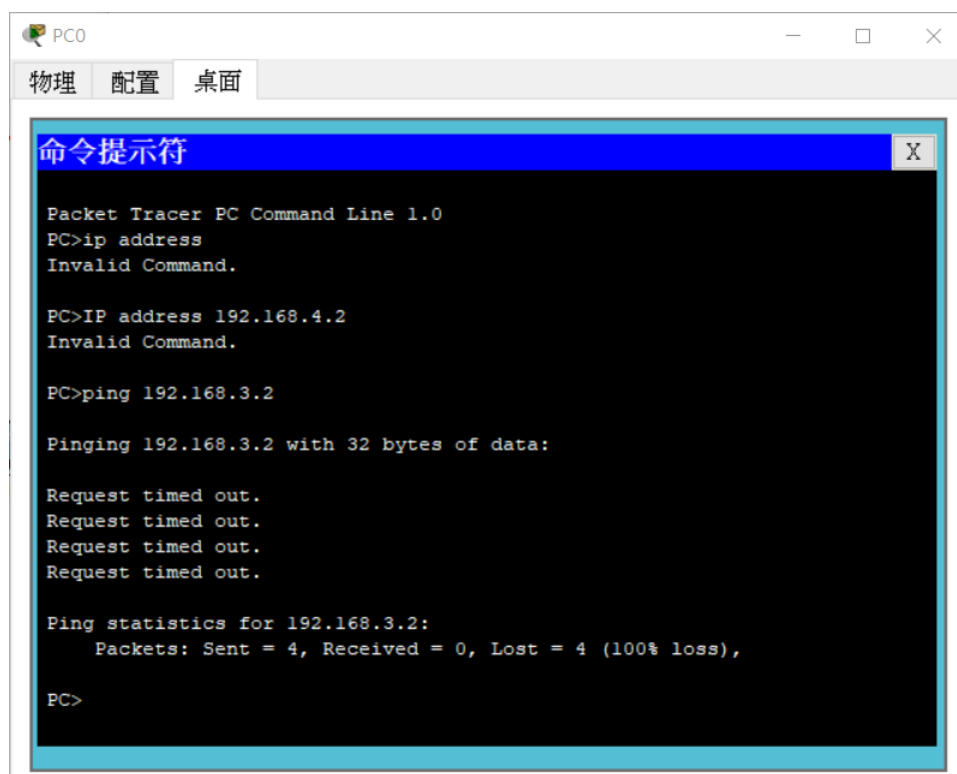 PC0
物理 配置 桌面
命令提示符 X
Packet Tracer PC Command Line 1.0
PC>ip address
Invalid Command.
PC>IP address 192.168.4.2
Invalid Command.
PC>ping 192.168.3.2
Pinging 192.168.3.2 with 32 bytes of data:
Request timed out.
Request timed out.
Request timed out.
Request timed out.
Ping statistics for 192.168.3.2:
Packets: Sent = 4, Received = 0, Lost = 4 (100% loss),
PC>